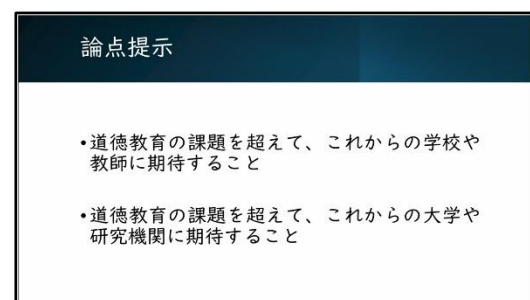 論点提示
•道徳教育の課題を超えて、これからの学校や
教師に期待すること
•道徳教育の課題を超えて、これからの大学や
研究機関に期待すること